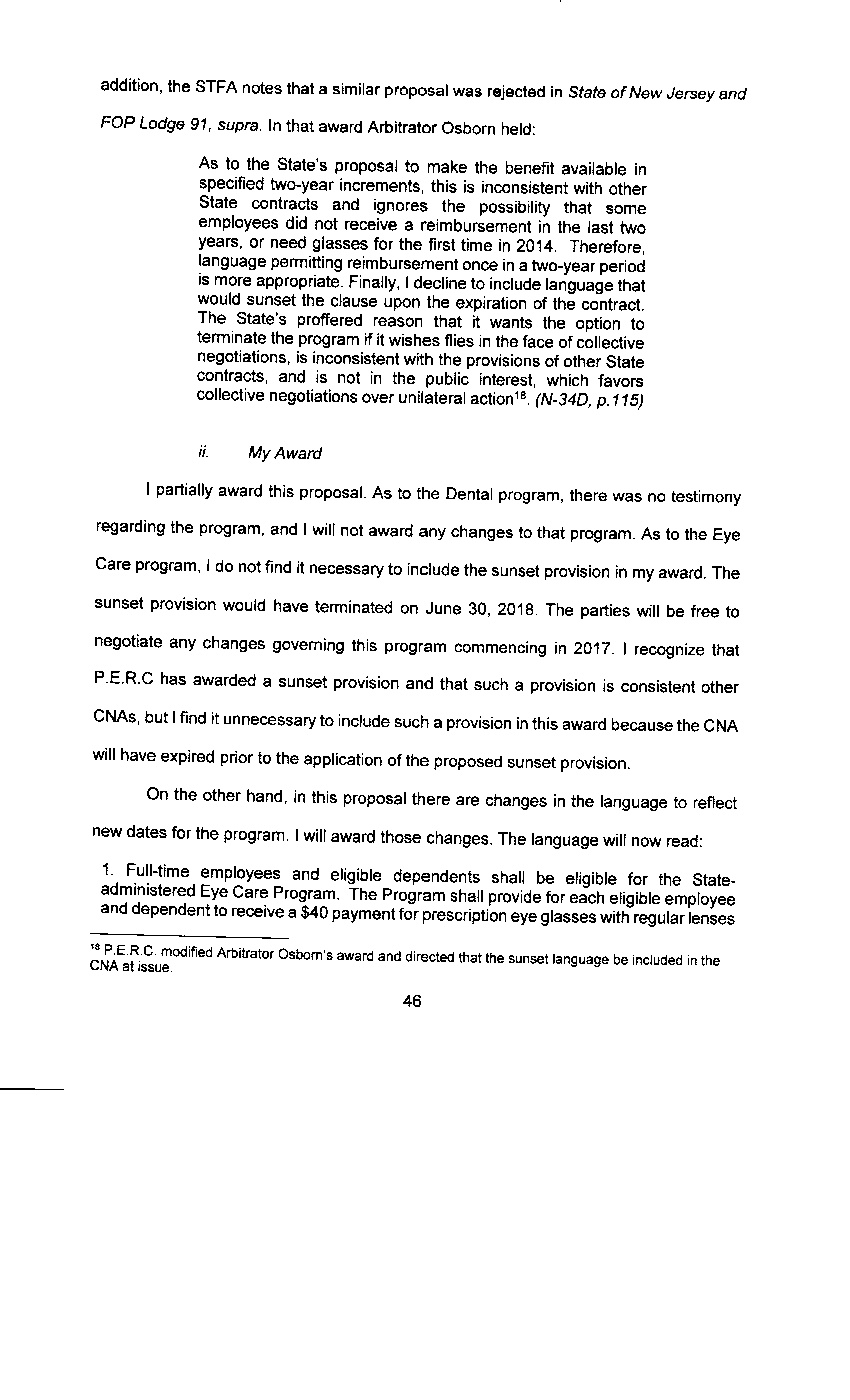 addition, the STFA notes that a similar proposal was rejected in State of New Jersey and
FOP Lodge 91, supra. In that award Arbitrator Osborn held:
As to the State's proposal to make the benefit available in
specified two-year increments, this is inconsistent with other
State contracts and ignores the possibility that some
employees did not receive a reimbursement in the last two
years, or need glasses for the first time in 2014. Therefore,
language permitting reimbursement once in a two-year period
is more appropriate. Finally, I decline to include language that
would sunset the clause upon the expiration of the contract.
The State's proffered reason that it wants the option to
terminate the program if it wishes flies in the face of collective
negotiations, is inconsistent with the provisions of other State
contracts, and is not in the public interest, which favors
collective negotiations over unilateral action¹⁸. (N-34D, p.115)
ii. My Award
I partially award this proposal. As to the Dental program, there was no testimony
regarding the program, and I will not award any changes to that program. As to the Eye
Care program, I do not find it necessary to include the sunset provision in my award. The
sunset provision would have terminated on June 30, 2018. The parties will be free to
negotiate any changes governing this program commencing in 2017. I recognize that
P.E.R.C has awarded a sunset provision and that such a provision is consistent other
CNAs, but I find it unnecessary to include such a provision in this award because the CNA
will have expired prior to the application of the proposed sunset provision.
On the other hand, in this proposal there are changes in the language to reflect
new dates for the program. I will award those changes. The language will now read:
1. Full-time employees and eligible dependents shall be eligible for the State-
administered Eye Care Program. The Program shall provide for each eligible employee
and dependent to receive a $40 payment for prescription eye glasses with regular lenses
¹⁸ P.E.R.C. modified Arbitrator Osborn's award and directed that the sunset language be included in the
CNA at issue.
46